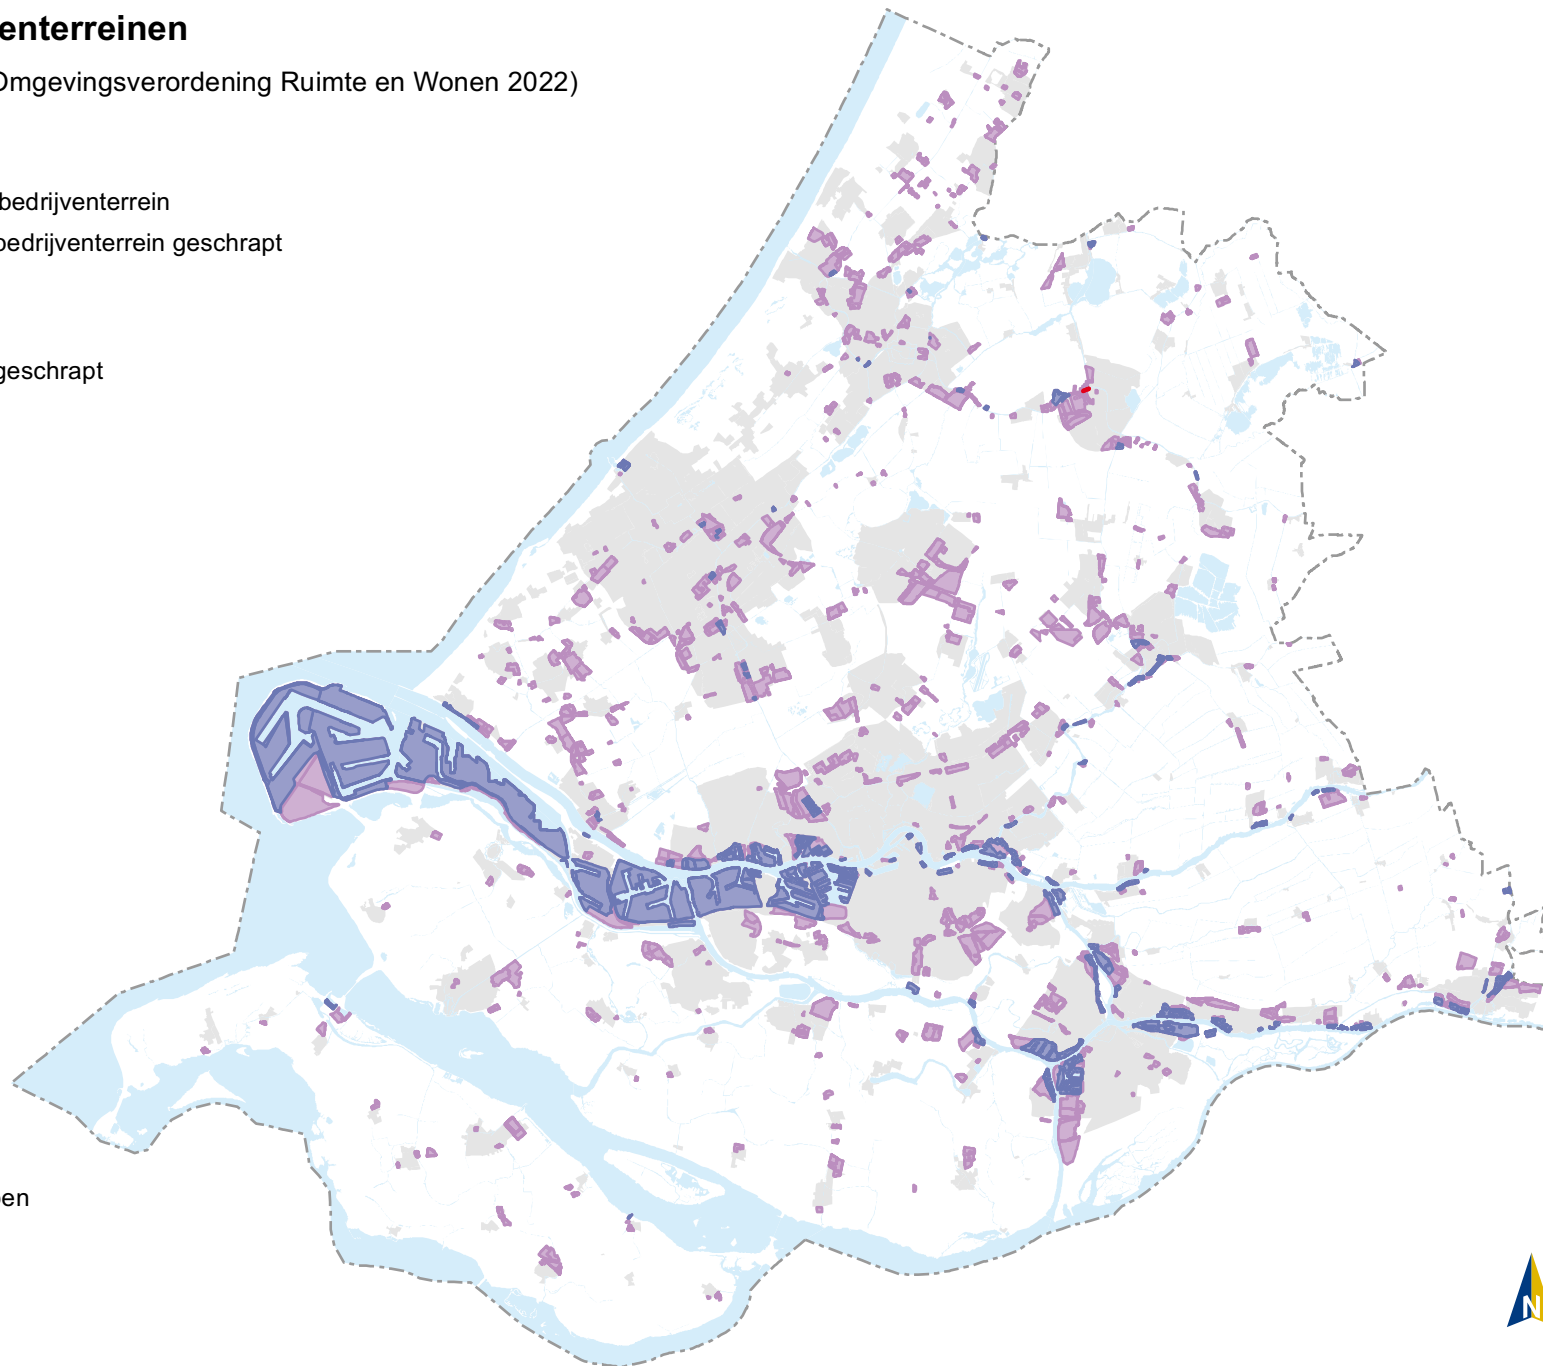 enterreinen
Omgevingsverordening Ruimte en Wonen 2022)
bedrijventerrein
bedrijventerrein geschrapt
geschrapt
en
N